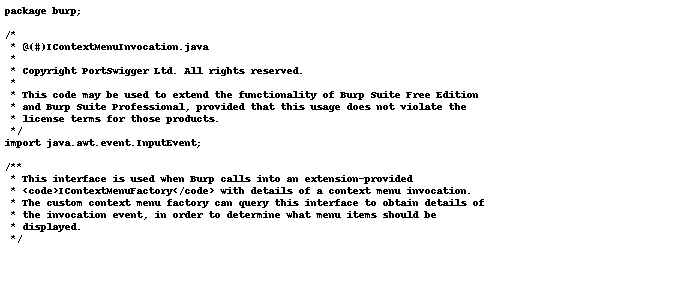 package burp;

/*
 * @(#)IContextMenuInvocation.java
 *
 * Copyright PortSwigger Ltd. All rights reserved.
 *
 * This code may be used to extend the functionality of Burp Suite Free Edition
 * and Burp Suite Professional, provided that this usage does not violate the
 * license terms for those products.
 */
import java.awt.event.InputEvent;

/**
 * This interface is used when Burp calls into an extension-provided
 * <code>IContextMenuFactory</code> with details of a context menu invocation.
 * The custom context menu factory can query this interface to obtain details of
 * the invocation event, in order to determine what menu items should be
 * displayed.
 */